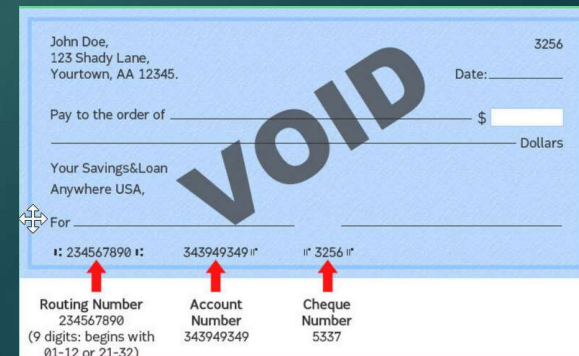 John Doe,
3256
123 Shady Lane,
Yourtown, AA 12345.
Date:
Pay to the order of
$
Dollars
VOID
Your Savings&Loan
Anywhere USA,
For
⑆ 234567890 ⑆ 343949349 ⑈ ⑈ 3256 ⑈
Routing Number
234567890
(9 digits: begins with
01-12 or 21-32)
Account
Number
343949349
Cheque
Number
5337